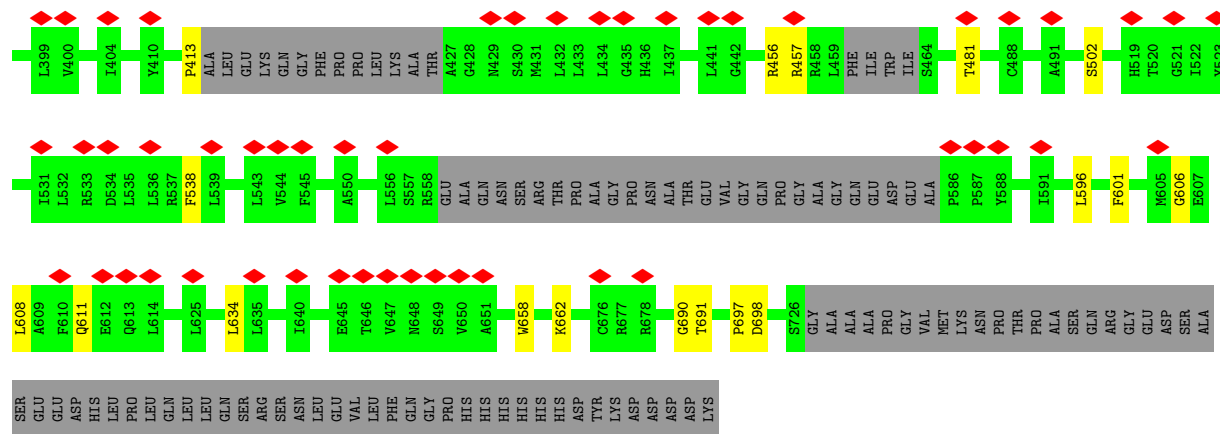 L399 V400 I404 Y410 P413 ALA LEU GLU LYS GLN GLY PHE PRO PRO LEU LYS ALA THR A427 G428 N429 S430 M431 L432 L433 L434 G435 H436 I437 L441 G442 R456 R457 R458 L459 PHE ILE TRP ILE S464 T481 C488 A491 S502 H519 T520 G521 I522 Y523
I531 L532 R533 D534 L535 L536 R537 F538 L539 L543 V544 F545 A550 L556 S557 R558 GLU ALA GLN ASN SER ARG THR PRO ALA GLY PRO ASN ALA THR GLU VAL GLY GLN PRO GLY ALA GLY GLN GLU ASP GLU ALA P586 P587 Y588 I591 L596 F601 M605 G606 E607
L608 A609 F610 Q611 E612 Q613 L614 L625 L634 L635 I640 E645 T646 V647 N648 S649 V650 A651 W658 K662 C676 R677 R678 G690 T691 P697 D698 S726 GLY ALA ALA ALA PRO GLY VAL MET LYS ASN PRO THR PRO ALA SER GLN ARG GLY GLU ASP SER ALA
SER GLU GLU ASP HIS LEU PRO LEU GLN LEU LEU GLN SER ARG SER ASN LEU GLU VAL LEU PHE GLN GLY PRO HIS HIS HIS HIS HIS HIS ASP TYR LYS ASP ASP ASP ASP LYS